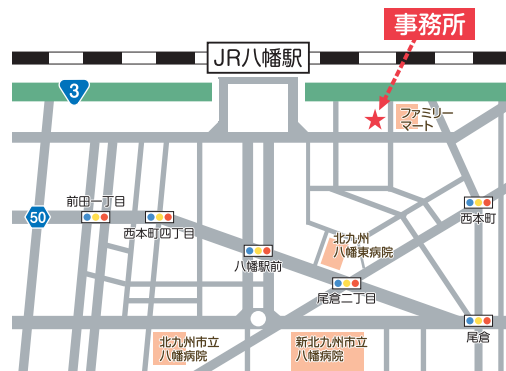 事務所
JR八幡駅
3
ファミリー
マート
前田一丁目
50
西本町四丁目
西本町
北九州
八幡東病院
八幡駅前
尾倉二丁目
尾倉
北九州市立
八幡病院
新北九州市立
八幡病院